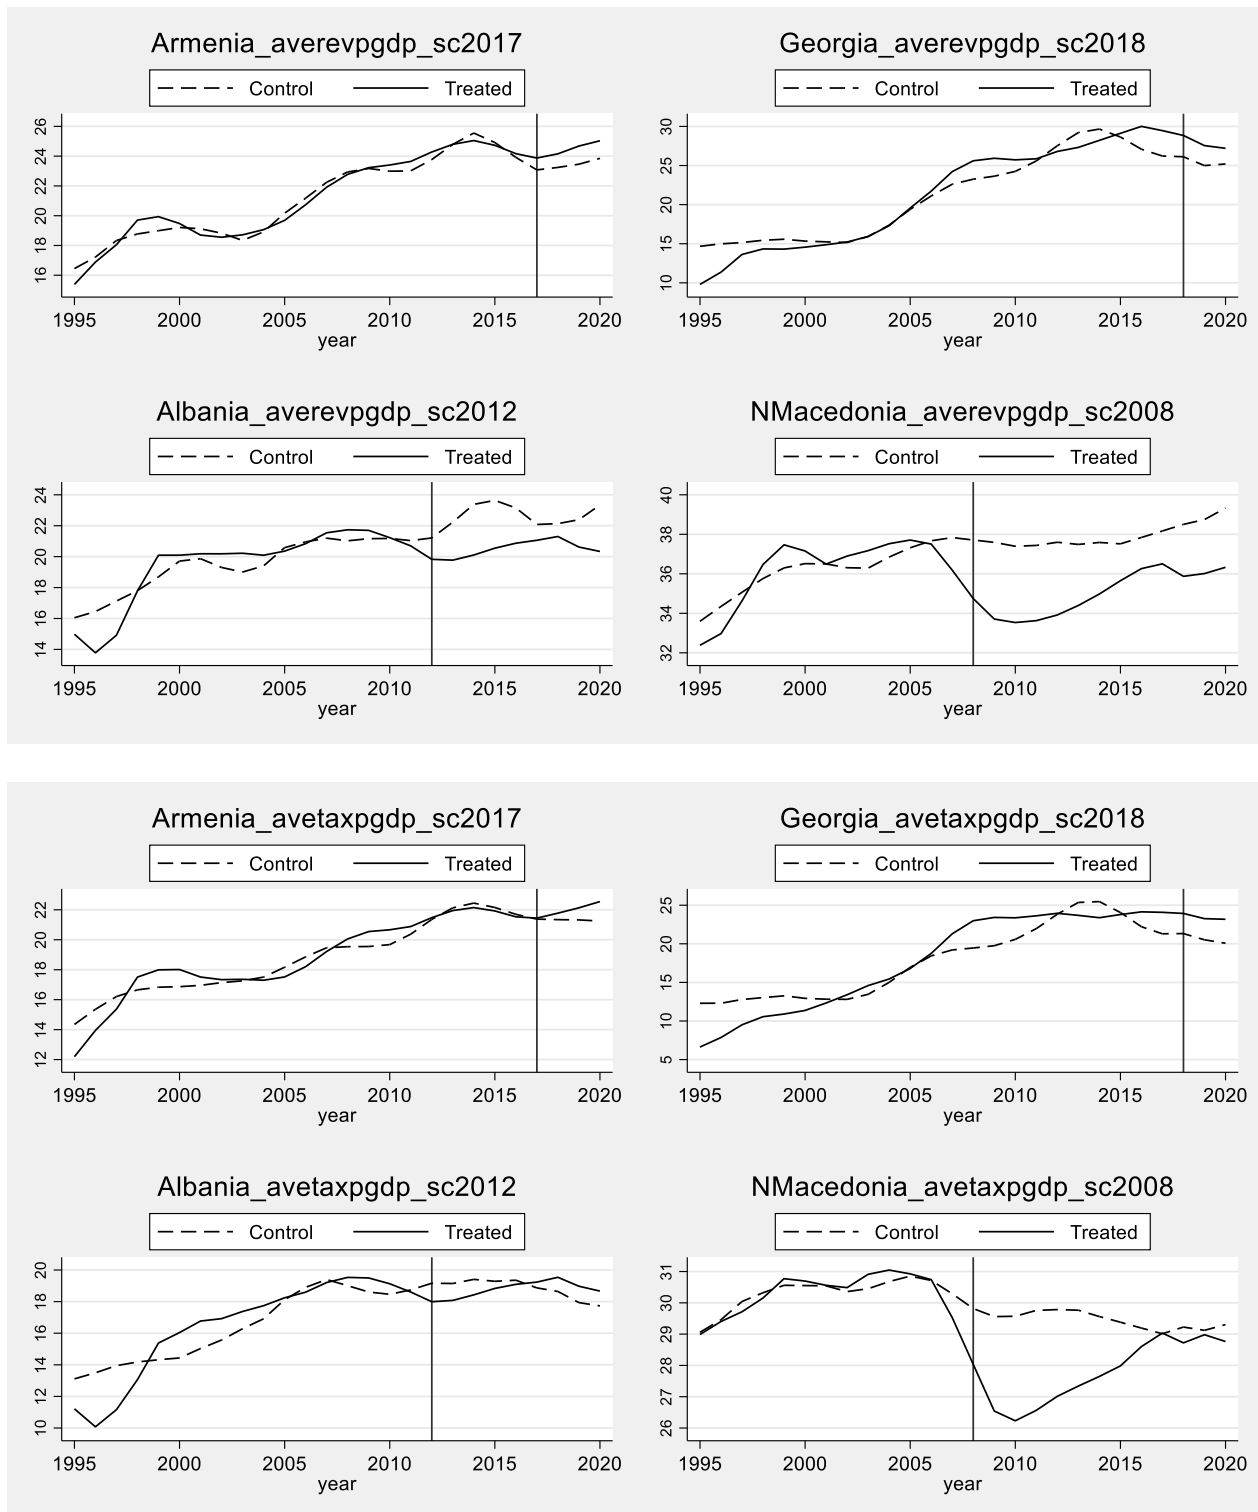 Armenia_averevpgdp_sc2017
Control Treated
26
24
22
20
18
16
1995 2000 2005 2010 2015 2020
year
Georgia_averevpgdp_sc2018
Control Treated
30
25
20
15
10
1995 2000 2005 2010 2015 2020
year
Albania_averevpgdp_sc2012
Control Treated
24
22
20
18
16
14
1995 2000 2005 2010 2015 2020
year
NMacedonia_averevpgdp_sc2008
Control Treated
40
38
36
34
32
1995 2000 2005 2010 2015 2020
year
Armenia_avetaxpgdp_sc2017
Control Treated
22
20
18
16
14
12
1995 2000 2005 2010 2015 2020
year
Georgia_avetaxpgdp_sc2018
Control Treated
25
20
15
10
5
1995 2000 2005 2010 2015 2020
year
Albania_avetaxpgdp_sc2012
Control Treated
20
18
16
14
12
10
1995 2000 2005 2010 2015 2020
year
NMacedonia_avetaxpgdp_sc2008
Control Treated
31
30
29
28
27
26
1995 2000 2005 2010 2015 2020
year